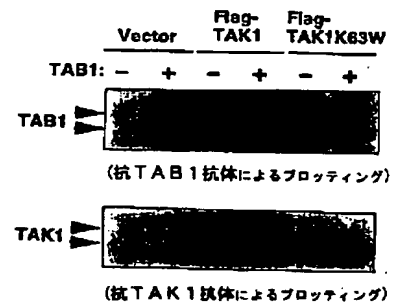 Flag- Flag-
Vector TAK1 TAK1K63W
TAB1: − + − + − +
TAB1
(抗TAB1抗体によるブロッティング)
TAK1
(抗TAK1抗体によるブロッティング)